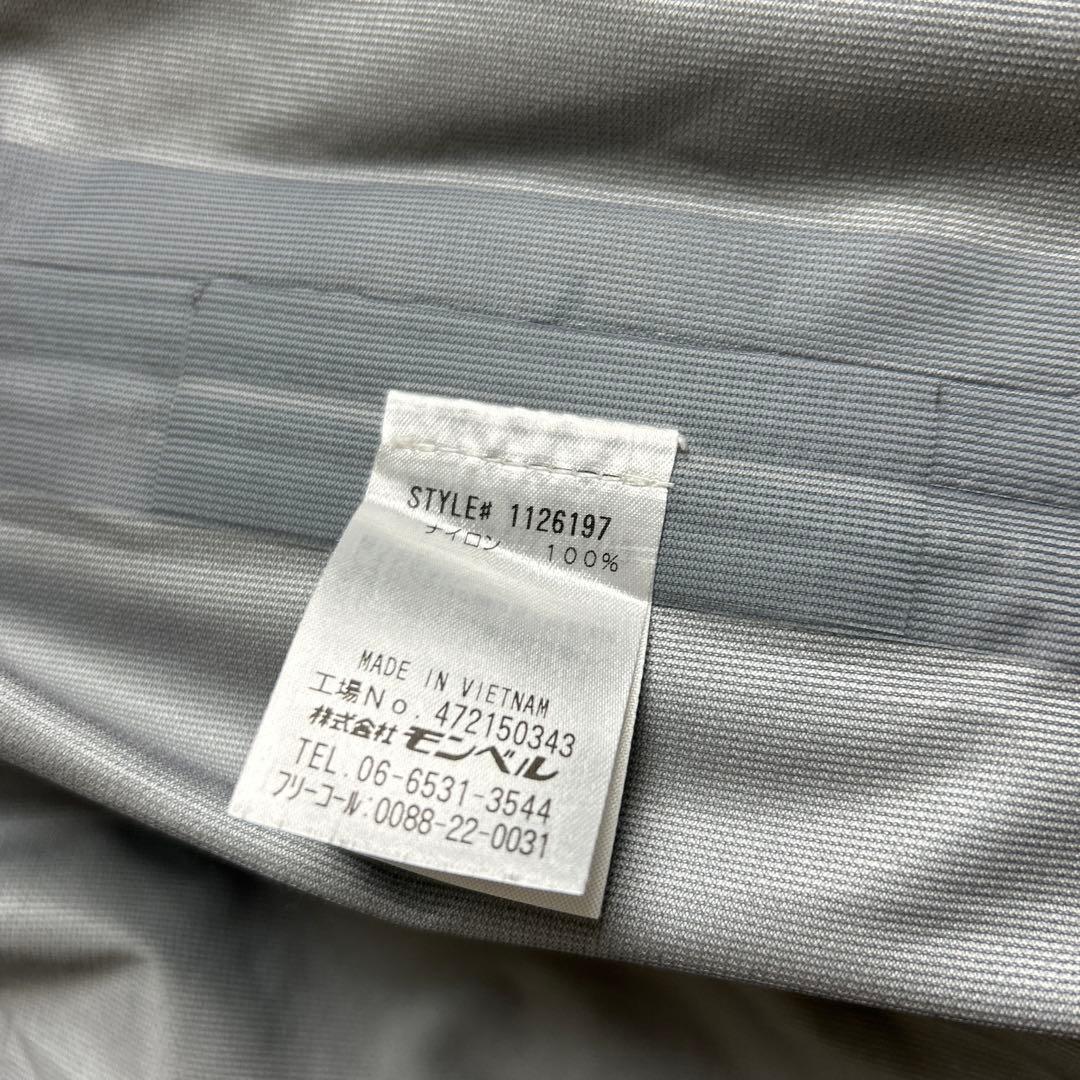 STYLE# 1126197
ナイロン 100%
MADE IN VIETNAM
工場No. 472150343
株式会社 モンベル
TEL.06-6531-3544
フリーコール:0088-22-0031